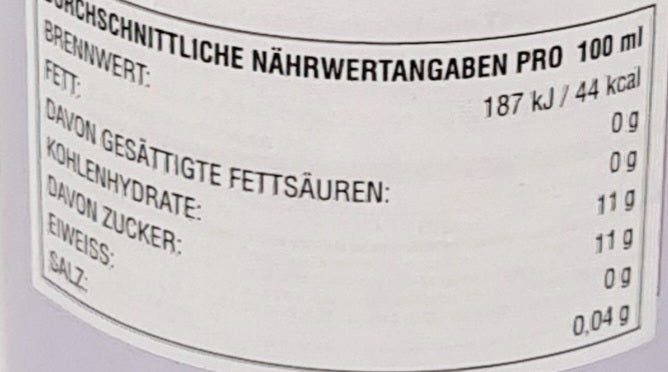 DURCHSCHNITTLICHE NÄHRWERTANGABEN PRO 100 ml
BRENNWERT: 187 kJ / 44 kcal
FETT: 0 g
DAVON GESÄTTIGTE FETTSÄUREN: 0 g
KOHLENHYDRATE: 11 g
DAVON ZUCKER: 11 g
EIWEISS: 0 g
SALZ: 0,04 g